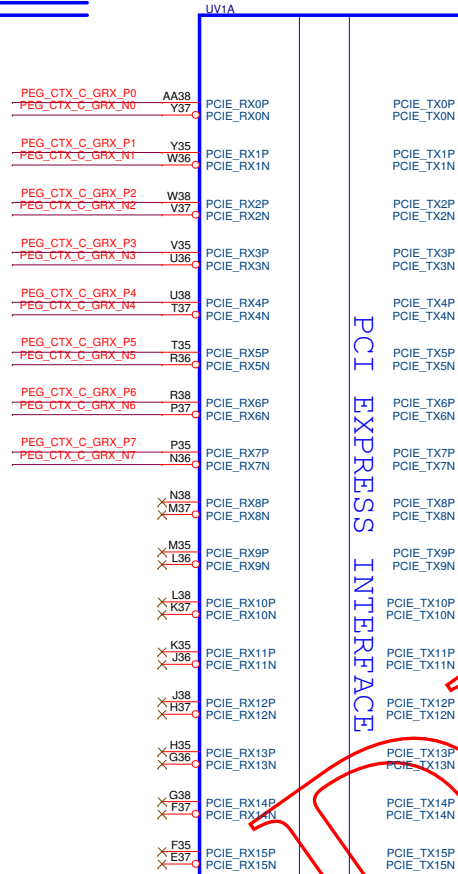 UV1A
PEG_CTX_C_GRX_P0 AA38 PCIE_RX0P PCIE_TX0P
PEG_CTX_C_GRX_N0 Y37 PCIE_RX0N PCIE_TX0N
PEG_CTX_C_GRX_P1 Y35 PCIE_RX1P PCIE_TX1P
PEG_CTX_C_GRX_N1 W36 PCIE_RX1N PCIE_TX1N
PEG_CTX_C_GRX_P2 W38 PCIE_RX2P PCIE_TX2P
PEG_CTX_C_GRX_N2 V37 PCIE_RX2N PCIE_TX2N
PEG_CTX_C_GRX_P3 V35 PCIE_RX3P PCIE_TX3P
PEG_CTX_C_GRX_N3 U36 PCIE_RX3N PCIE_TX3N
PEG_CTX_C_GRX_P4 U38 PCIE_RX4P PCIE_TX4P
PEG_CTX_C_GRX_N4 T37 PCIE_RX4N PCIE_TX4N
PEG_CTX_C_GRX_P5 T35 PCIE_RX5P PCIE_TX5P
PEG_CTX_C_GRX_N5 R36 PCIE_RX5N PCIE_TX5N
PEG_CTX_C_GRX_P6 R38 PCIE_RX6P PCIE_TX6P
PEG_CTX_C_GRX_N6 P37 PCIE_RX6N PCIE_TX6N
PEG_CTX_C_GRX_P7 P35 PCIE_RX7P PCIE_TX7P
PEG_CTX_C_GRX_N7 N36 PCIE_RX7N PCIE_TX7N
N38 PCIE_RX8P PCIE_TX8P
M37 PCIE_RX8N PCIE_TX8N
M35 PCIE_RX9P PCIE_TX9P
L36 PCIE_RX9N PCIE_TX9N
L38 PCIE_RX10P PCIE_TX10P
K37 PCIE_RX10N PCIE_TX10N
K35 PCIE_RX11P PCIE_TX11P
J36 PCIE_RX11N PCIE_TX11N
J38 PCIE_RX12P PCIE_TX12P
H37 PCIE_RX12N PCIE_TX12N
H35 PCIE_RX13P PCIE_TX13P
G36 PCIE_RX13N PCIE_TX13N
G38 PCIE_RX14P PCIE_TX14P
F37 PCIE_RX14N PCIE_TX14N
F35 PCIE_RX15P PCIE_TX15P
E37 PCIE_RX15N PCIE_TX15N
PCI EXPRESS INTERFACE